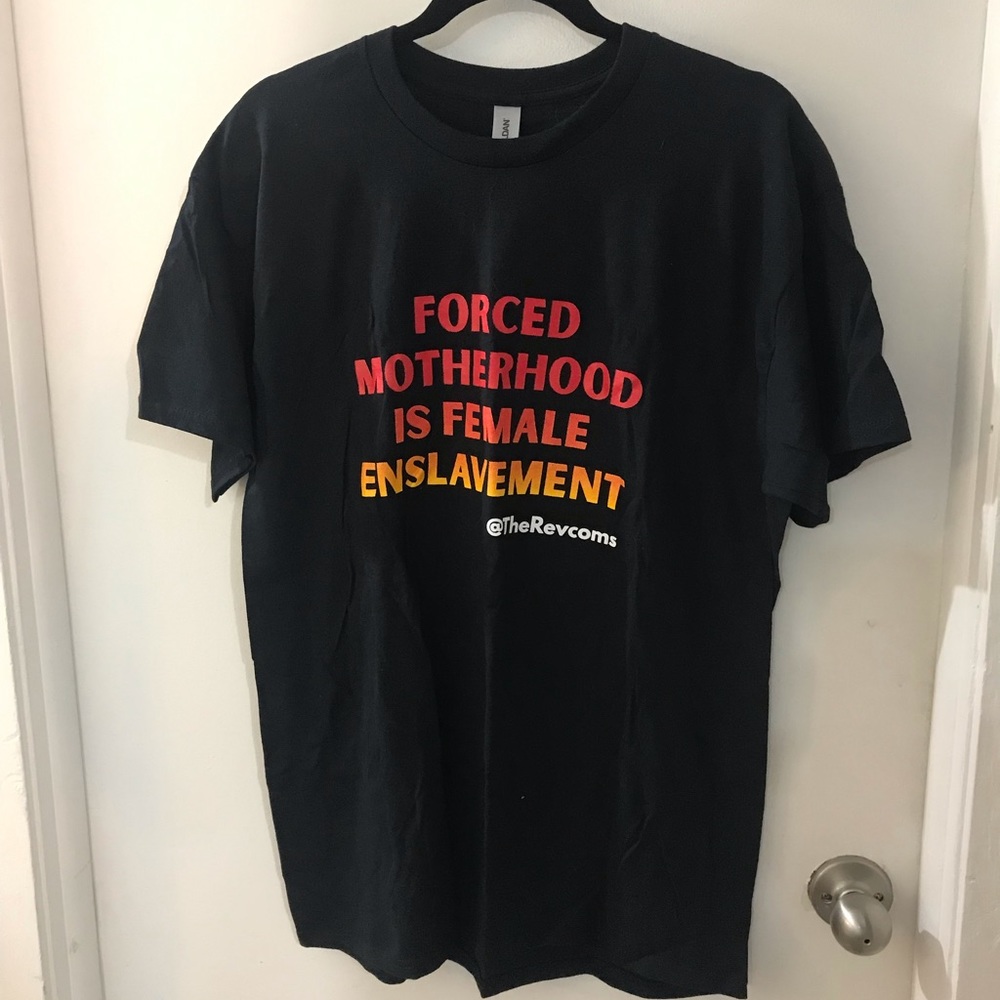 FORCED
MOTHERHOOD
IS FEMALE
ENSLAVEMENT
@TheRevcoms